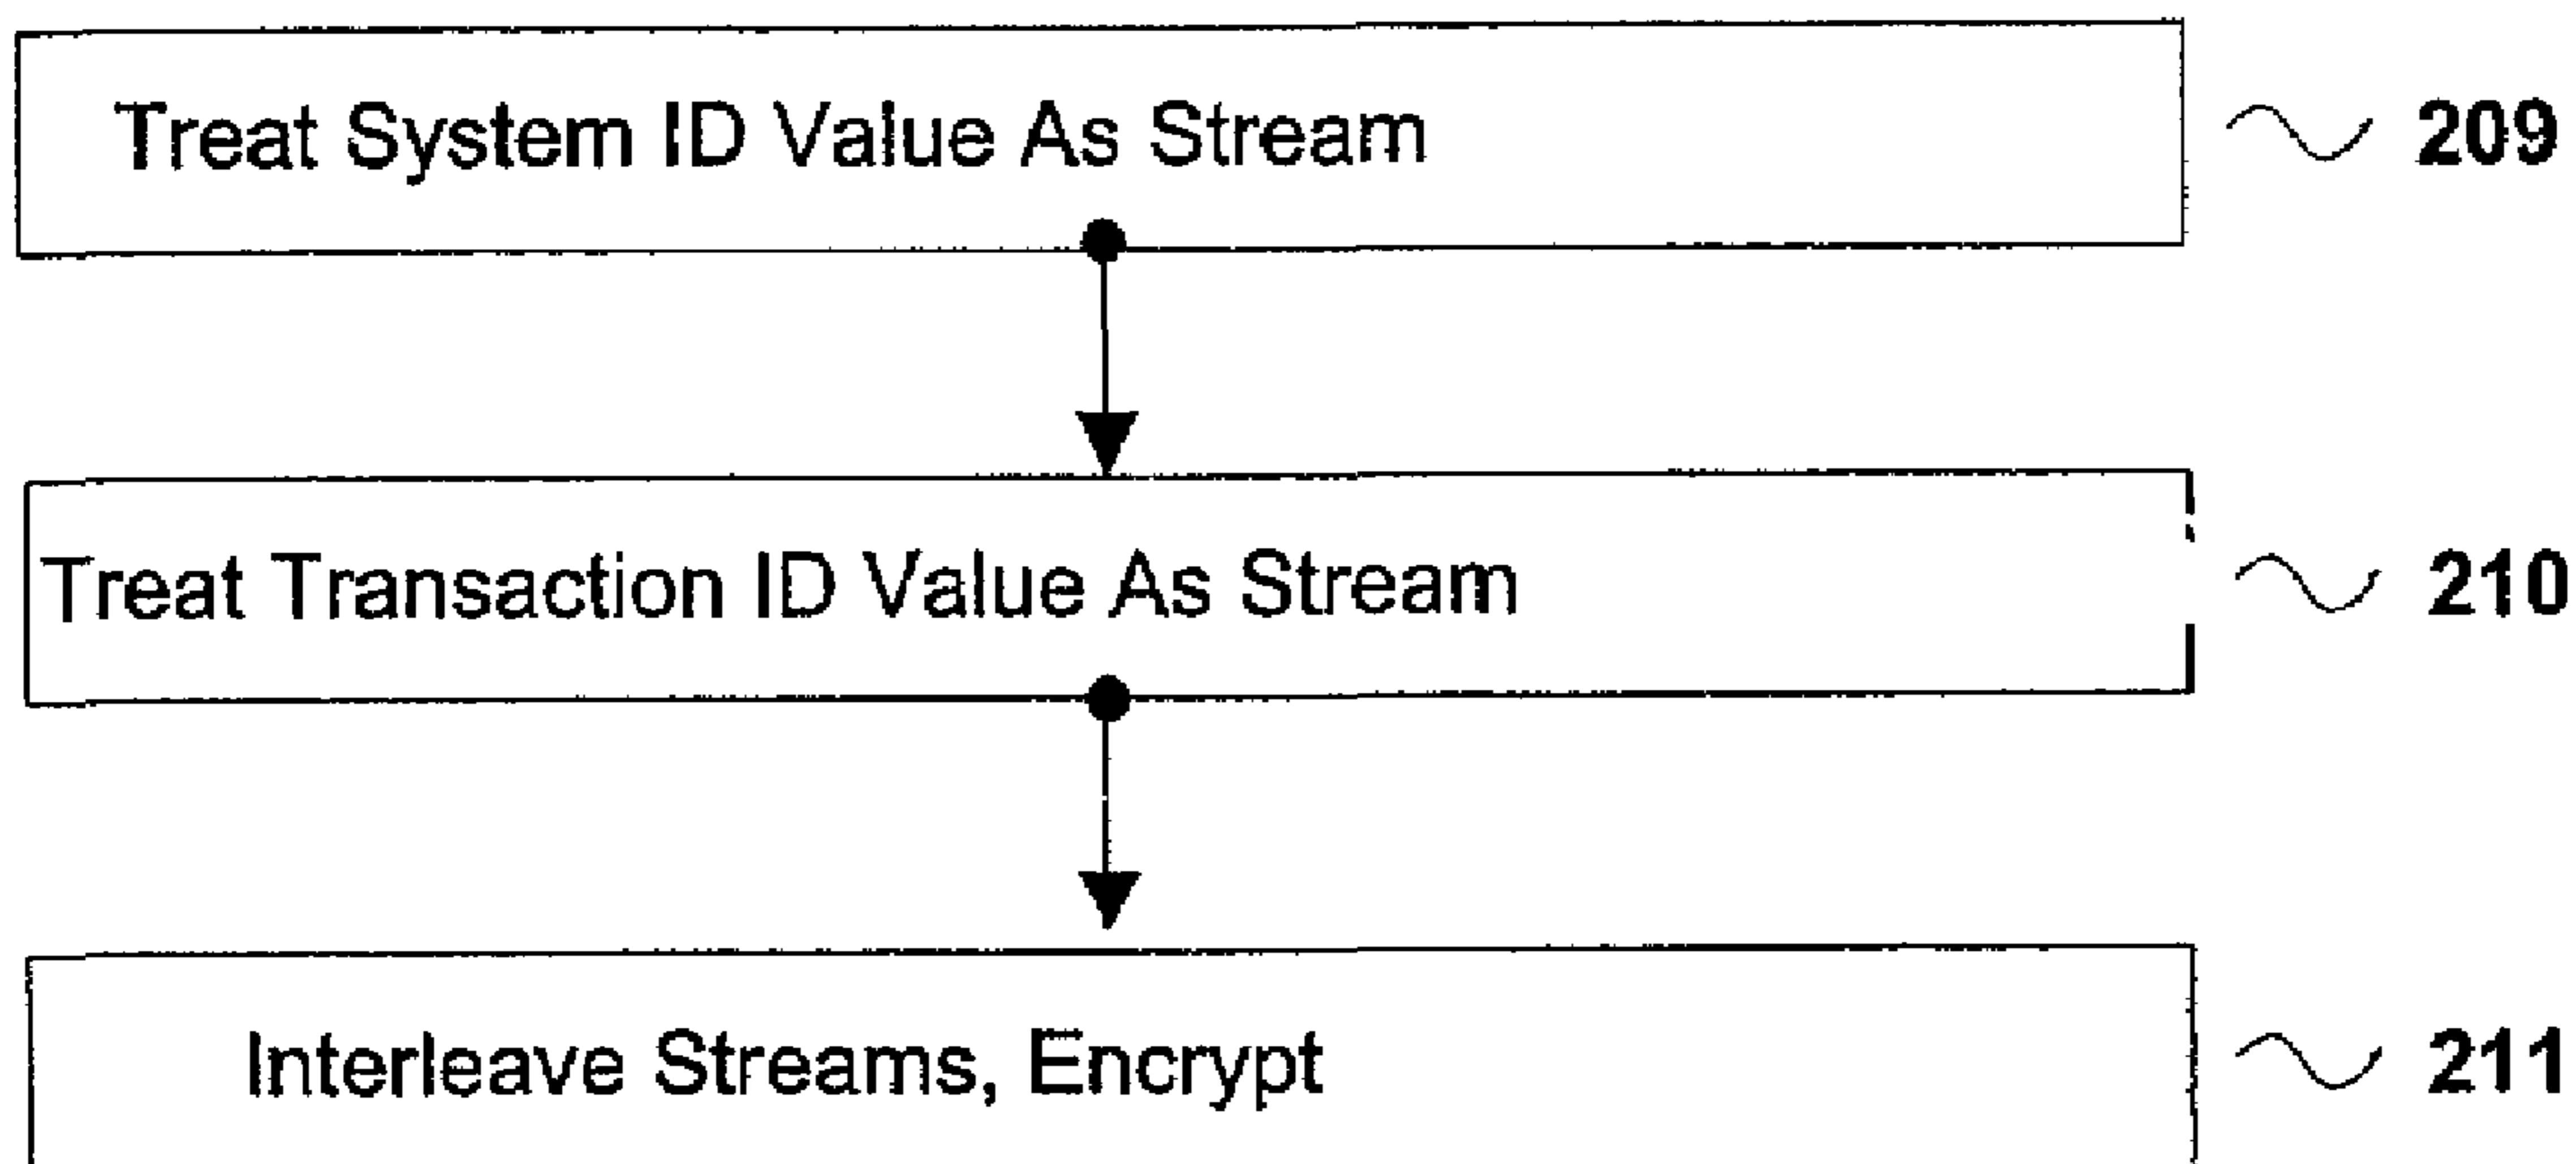 Treat System ID Value As Stream 209
Treat Transaction ID Value As Stream 210
Interleave Streams, Encrypt 211